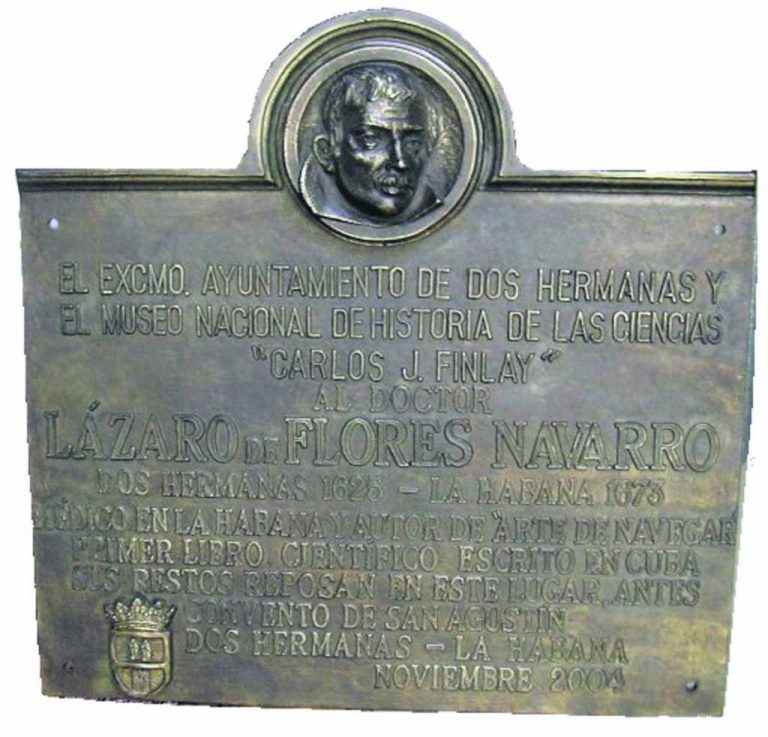 EL EXCMO. AYUNTAMIENTO DE DOS HERMANAS Y
EL MUSEO NACIONAL DE HISTORIA DE LAS CIENCIAS
"CARLOS J. FINLAY"
AL DOCTOR
LÁZARO DE FLORES NAVARRO
DOS HERMANAS 1626 – LA HABANA 1673
MÉDICO EN LA HABANA Y AUTOR DE "ARTE DE NAVEGAR
PRIMER LIBRO CIENTÍFICO ESCRITO EN CUBA
SUS RESTOS REPOSAN EN ESTE LUGAR, ANTES
CONVENTO DE SAN AGUSTÍN
DOS HERMANAS – LA HABANA
NOVIEMBRE 2004